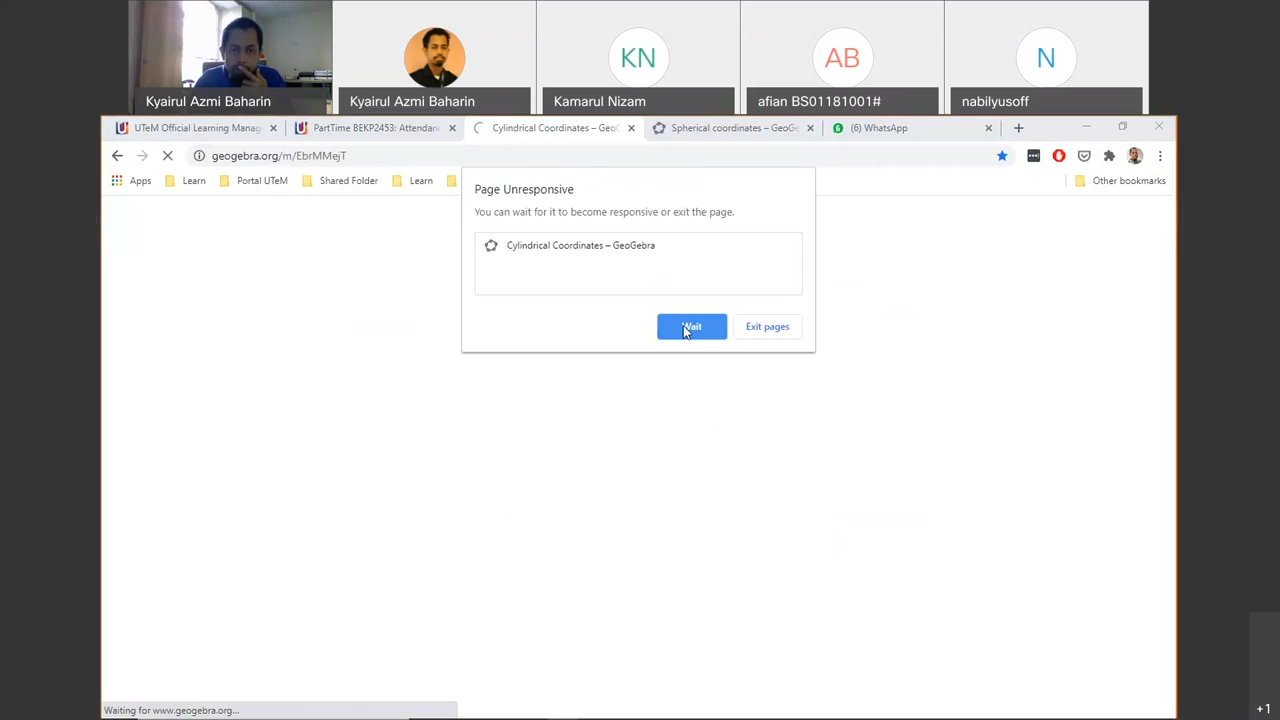 KN
AB
N
Kyairul Azmi Baharin
Kyairul Azmi Baharin
Kamarul Nizam
afian BS01181001#
nabilyusoff
UTeM Official Learning Manag
PartTime BEKP2453: Attendan
Cylindrical Coordinates – Geo
Spherical coordinates – GeoGe
(6) WhatsApp
geogebra.org/m/EbrMMejT
Apps
Learn
Portal UTeM
Shared Folder
Learn
Other bookmarks
Page Unresponsive
You can wait for it to become responsive or exit the page.
Cylindrical Coordinates – GeoGebra
Wait
Exit pages
Waiting for www.geogebra.org...
+1